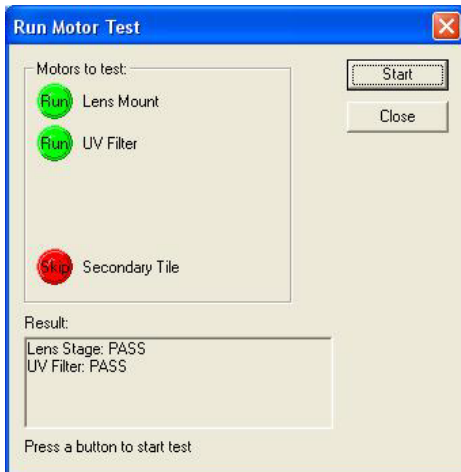 Run Motor Test
Motors to test:
Run Lens Mount
Run UV Filter
Skip Secondary Tile
Start
Close
Result:
Lens Stage: PASS
UV Filter: PASS
Press a button to start test